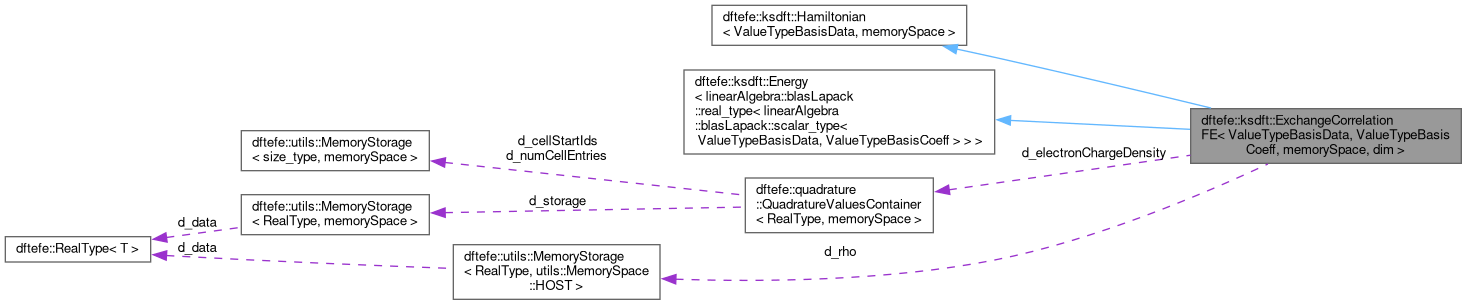 dftefe::ksdft::Hamiltonian
< ValueTypeBasisData, memorySpace >
dftefe::ksdft::Energy
< linearAlgebra::blasLapack
::real_type< linearAlgebra
::blasLapack::scalar_type<
ValueTypeBasisData, ValueTypeBasisCoeff > > >
dftefe::ksdft::ExchangeCorrelation
FE< ValueTypeBasisData, ValueTypeBasis
Coeff, memorySpace, dim >
dftefe::utils::MemoryStorage
< size_type, memorySpace >
d_cellStartIds
d_numCellEntries
d_electronChargeDensity
dftefe::quadrature
::QuadratureValuesContainer
< RealType, memorySpace >
dftefe::utils::MemoryStorage
< RealType, memorySpace >
d_storage
d_data
dftefe::RealType< T >
d_data
dftefe::utils::MemoryStorage
< RealType, utils::MemorySpace
::HOST >
d_rho